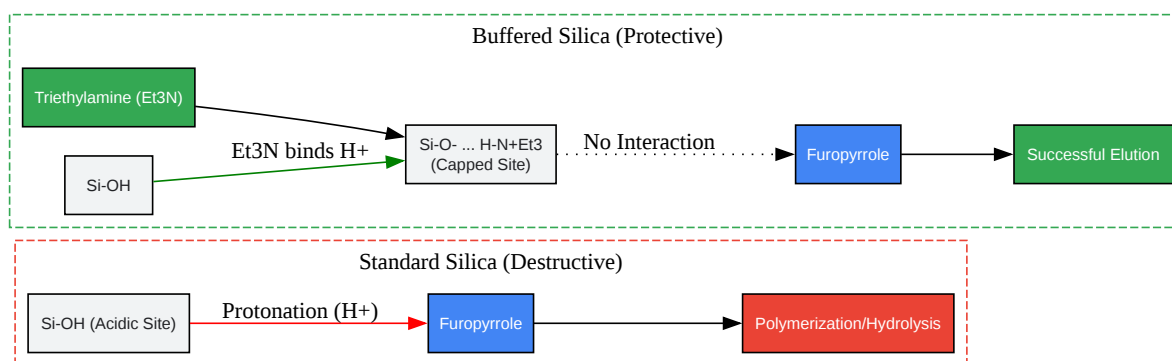 Buffered Silica (Protective)
Triethylamine (Et3N)
Et3N binds H+
Si-OH
Si-O- ... H-N+Et3
(Capped Site)
No Interaction
Furopyrrole
Successful Elution
Standard Silica (Destructive)
Si-OH (Acidic Site)
Protonation (H+)
Furopyrrole
Polymerization/Hydrolysis